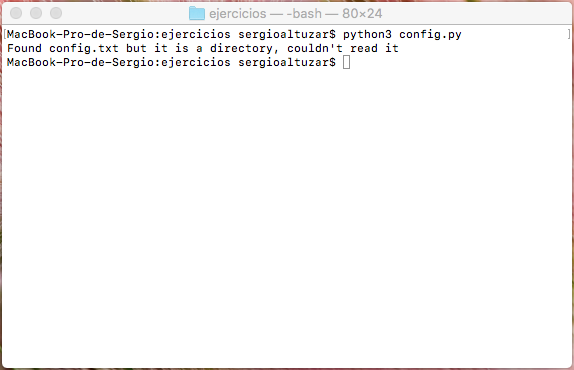 ejercicios — -bash — 80×24
[MacBook-Pro-de-Sergio:ejercicios sergioaltuzar$ python3 config.py ]
Found config.txt but it is a directory, couldn't read it
MacBook-Pro-de-Sergio:ejercicios sergioaltuzar$